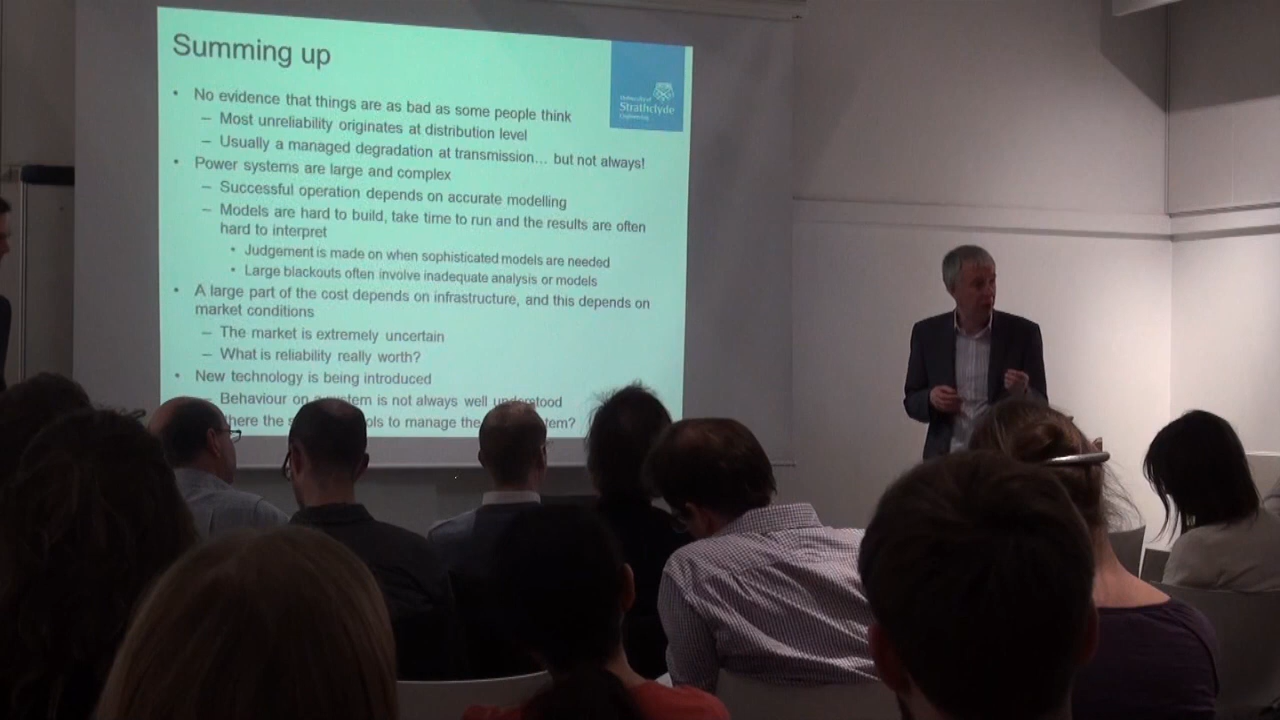 Summing up
University of
Strathclyde
Engineering
• No evidence that things are as bad as some people think
– Most unreliability originates at distribution level
– Usually a managed degradation at transmission... but not always!
• Power systems are large and complex
– Successful operation depends on accurate modelling
– Models are hard to build, take time to run and the results are often
hard to interpret
• Judgement is made on when sophisticated models are needed
• Large blackouts often involve inadequate analysis or models
• A large part of the cost depends on infrastructure, and this depends on
market conditions
– The market is extremely uncertain
– What is reliability really worth?
• New technology is being introduced
– Behaviour on system is not always well understood
there the to manage the